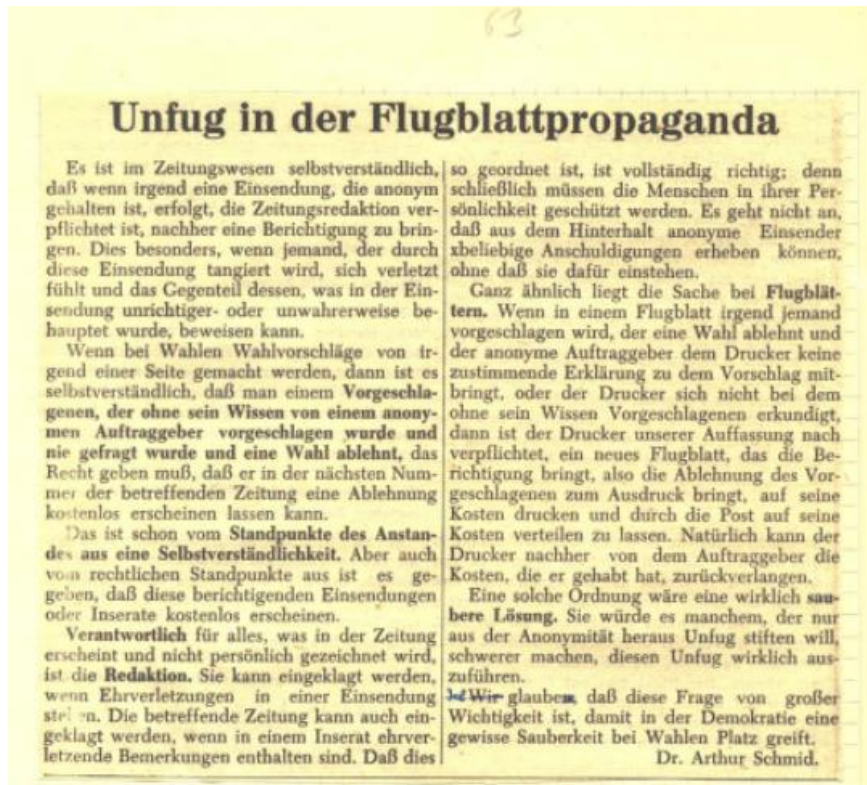 63
Unfug in der Flugblattpropaganda
Es ist im Zeitungswesen selbstverständlich,
daß wenn irgend eine Einsendung, die anonym
gehalten ist, erfolgt, die Zeitungsredaktion ver-
pflichtet ist, nachher eine Berichtigung zu brin-
gen. Dies besonders, wenn jemand, der durch
diese Einsendung tangiert wird, sich verletzt
fühlt und das Gegenteil dessen, was in der Ein-
sendung unrichtiger- oder unwahrerweise be-
hauptet wurde, beweisen kann.
Wenn bei Wahlen Wahlvorschläge von ir-
gend einer Seite gemacht werden, dann ist es
selbstverständlich, daß man einem Vorgeschla-
genen, der ohne sein Wissen von einem anony-
men Auftraggeber vorgeschlagen wurde und
nie gefragt wurde und eine Wahl ablehnt, das
Recht geben muß, daß er in der nächsten Num-
mer der betreffenden Zeitung eine Ablehnung
kostenlos erscheinen lassen kann.
Das ist schon vom Standpunkte des Anstan-
des aus eine Selbstverständlichkeit. Aber auch
vom rechtlichen Standpunkte aus ist es ge-
geben, daß diese berichtigenden Einsendungen
oder Inserate kostenlos erscheinen.
Verantwortlich für alles, was in der Zeitung
erscheint und nicht persönlich gezeichnet wird,
ist die Redaktion. Sie kann eingeklagt werden,
wenn Ehrverletzungen in einer Einsendung
stehen. Die betreffende Zeitung kann auch ein-
geklagt werden, wenn in einem Inserat ehrver-
letzende Bemerkungen enthalten sind. Daß dies
so geordnet ist, ist vollständig richtig; denn
schließlich müssen die Menschen in ihrer Per-
sönlichkeit geschützt werden. Es geht nicht an,
daß aus dem Hinterhalt anonyme Einsender
xbeliebige Anschuldigungen erheben können,
ohne daß sie dafür einstehen.
Ganz ähnlich liegt die Sache bei Flugblät-
tern. Wenn in einem Flugblatt irgend jemand
vorgeschlagen wird, der eine Wahl ablehnt und
der anonyme Auftraggeber dem Drucker keine
zustimmende Erklärung zu dem Vorschlag mit-
bringt, oder der Drucker sich nicht bei dem
ohne sein Wissen Vorgeschlagenen erkundigt,
dann ist der Drucker unserer Auffassung nach
verpflichtet, ein neues Flugblatt, das die Be-
richtigung bringt, also die Ablehnung des Vor-
geschlagenen zum Ausdruck bringt, auf seine
Kosten drucken und durch die Post auf seine
Kosten verteilen zu lassen. Natürlich kann der
Drucker nachher von dem Auftraggeber die
Kosten, die er gehabt hat, zurückverlangen.
Eine solche Ordnung wäre eine wirklich sau-
bere Lösung. Sie würde es manchem, der nur
aus der Anonymität heraus Unfug stiften will,
schwerer machen, diesen Unfug wirklich aus-
zuführen.
Wir glauben, daß diese Frage von großer
Wichtigkeit ist, damit in der Demokratie eine
gewisse Sauberkeit bei Wahlen Platz greift.
Dr. Arthur Schmid.